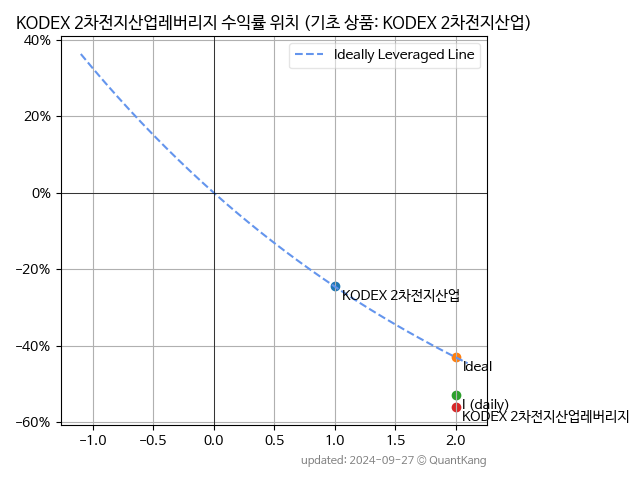 KODEX 2차전지산업레버리지 수익률 위치 (기초 상품: KODEX 2차전지산업)
40%
Ideally Leveraged Line
20%
0%
−20%
KODEX 2차전지산업
−40%
Ideal
l (daily)
KODEX 2차전지산업레버리지
−60%
−1.0 −0.5 0.0 0.5 1.0 1.5 2.0
updated: 2024-09-27 © QuantKang